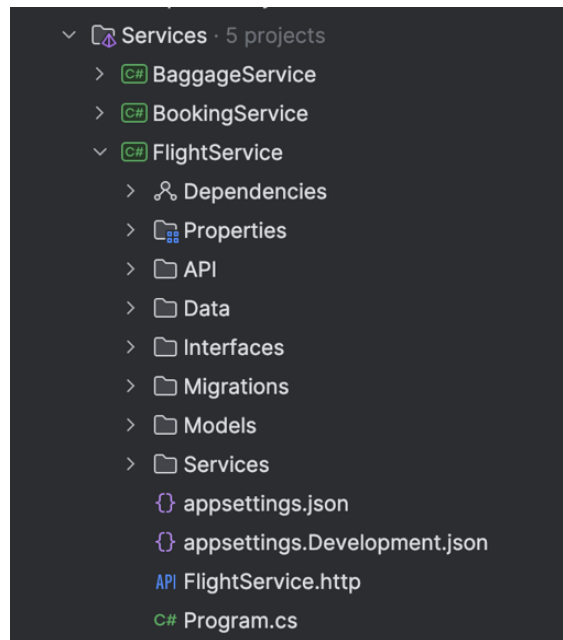 Services · 5 projects
C# BaggageService
C# BookingService
C# FlightService
Dependencies
Properties
API
Data
Interfaces
Migrations
Models
Services
{} appsettings.json
{} appsettings.Development.json
API FlightService.http
C# Program.cs